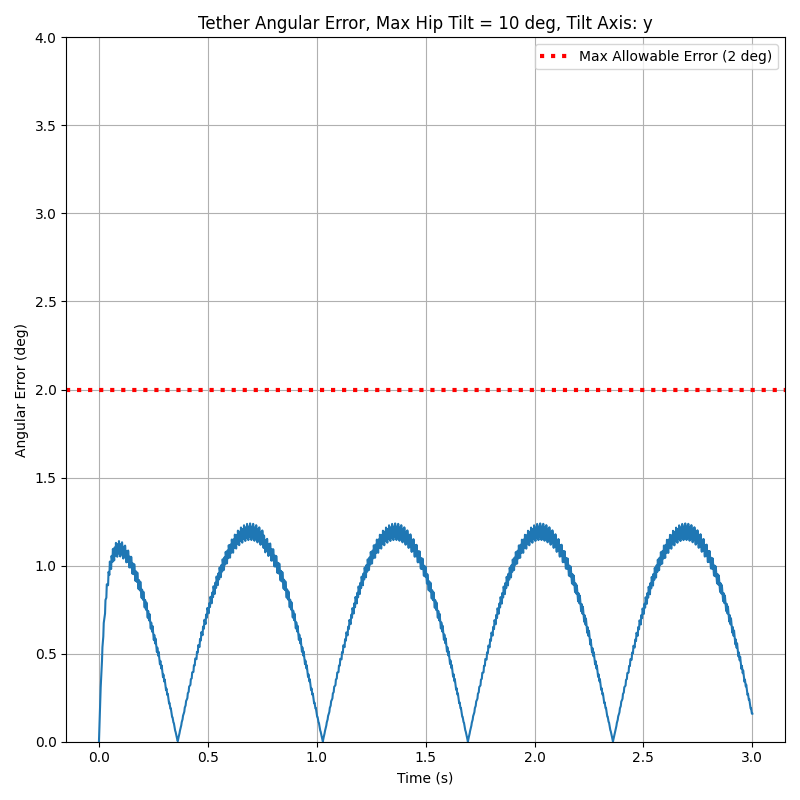 Tether Angular Error, Max Hip Tilt = 10 deg, Tilt Axis: y
Max Allowable Error (2 deg)
4.0
3.5
3.0
2.5
2.0
1.5
1.0
0.5
0.0
Angular Error (deg)
0.0 0.5 1.0 1.5 2.0 2.5 3.0
Time (s)